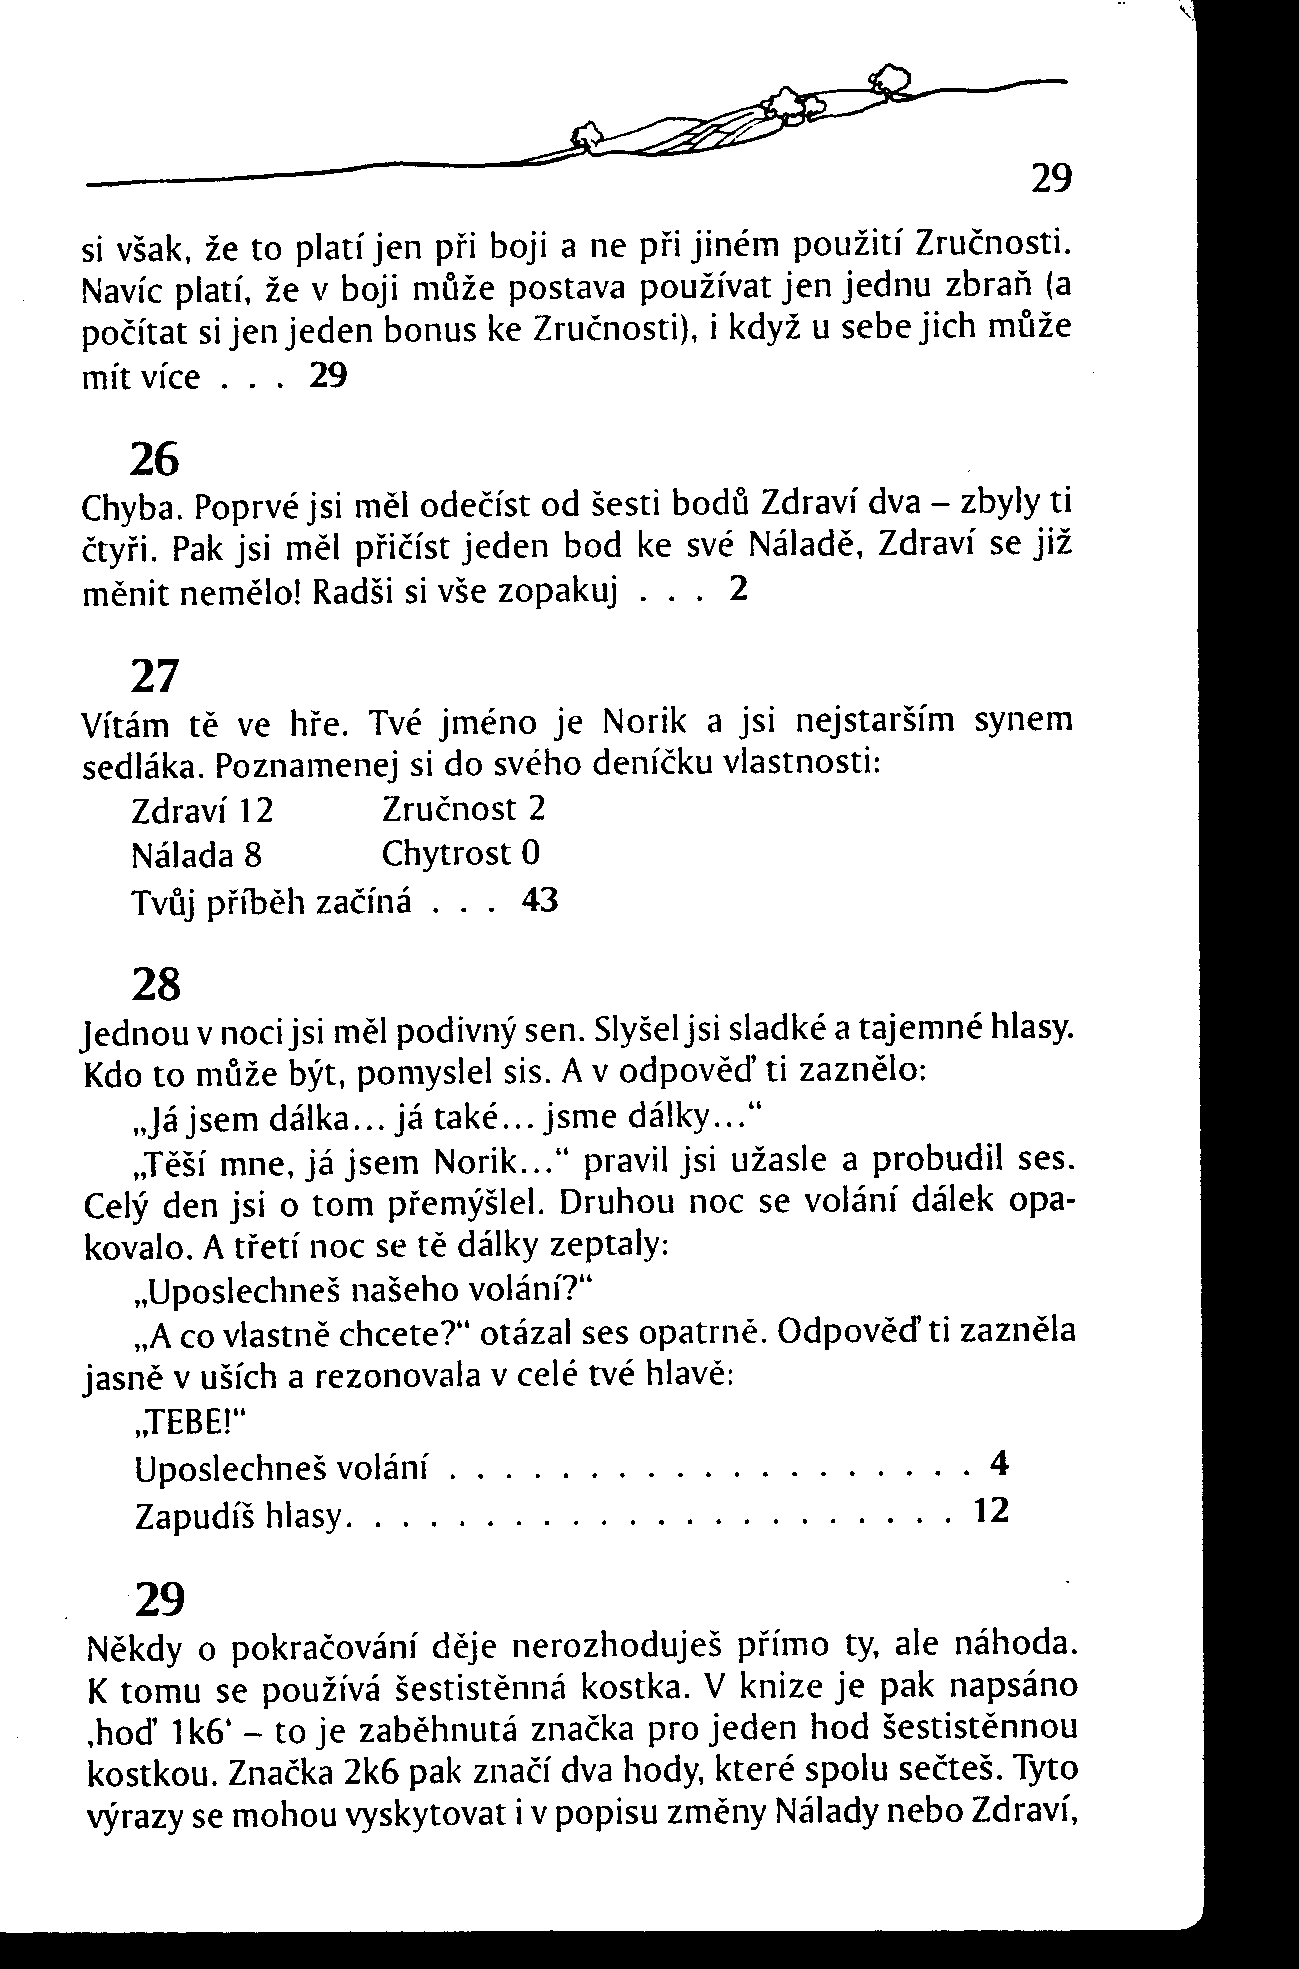 29
si však, že to platí jen při boji a ne při jiném použití Zručnosti.
Navíc platí, že v boji může postava používat jen jednu zbraň (a
počítat si jen jeden bonus ke Zručnosti), i když u sebe jich může
mít více . . . 29
26
Chyba. Poprvé jsi měl odečíst od šesti bodů Zdraví dva – zbyly ti
čtyři. Pak jsi měl přičíst jeden bod ke své Náladě, Zdraví se již
měnit nemělo! Radši si vše zopakuj . . . 2
27
Vítám tě ve hře. Tvé jméno je Norik a jsi nejstarším synem
sedláka. Poznamenej si do svého deníčku vlastnosti:
Zdraví 12 Zručnost 2
Nálada 8 Chytrost 0
Tvůj příběh začíná . . . 43
28
Jednou v noci jsi měl podivný sen. Slyšel jsi sladké a tajemné hlasy.
Kdo to může být, pomyslel sis. A v odpověď ti zaznělo:
„Já jsem dálka... já také... jsme dálky...“
„Těší mne, já jsem Norik...“ pravil jsi užasle a probudil ses.
Celý den jsi o tom přemýšlel. Druhou noc se volání dálek opa-
kovalo. A třetí noc se tě dálky zeptaly:
„Uposlechneš našeho volání?“
„A co vlastně chcete?“ otázal ses opatrně. Odpověď ti zazněla
jasně v uších a rezonovala v celé tvé hlavě:
„TEBE!“
Uposlechneš volání . . . . . . . . . . . . . . . . . . . 4
Zapudíš hlasy. . . . . . . . . . . . . . . . . . . . . . 12
29
Někdy o pokračování děje nerozhoduješ přímo ty, ale náhoda.
K tomu se používá šestistěnná kostka. V knize je pak napsáno
‚hoď 1k6‘ – to je zaběhnutá značka pro jeden hod šestistěnnou
kostkou. Značka 2k6 pak značí dva hody, které spolu sečteš. Tyto
výrazy se mohou vyskytovat i v popisu změny Nálady nebo Zdraví,